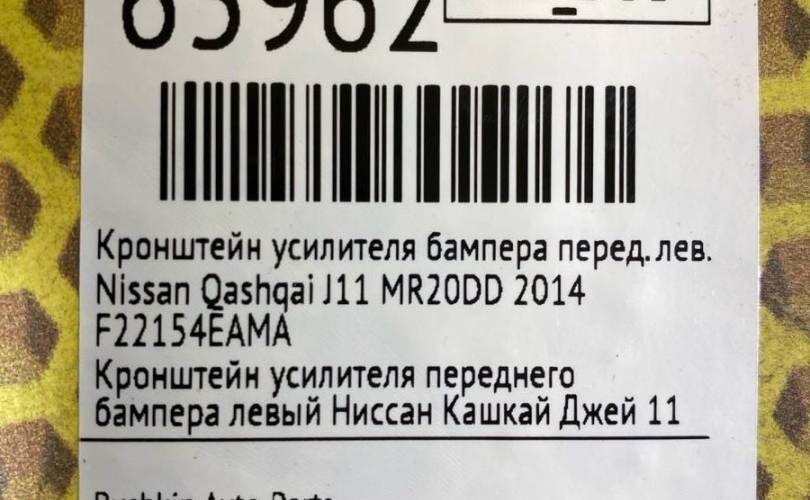 65962
Кронштейн усилителя бампера перед. лев.
Nissan Qashqai J11 MR20DD 2014
F22154EAMA
Кронштейн усилителя переднего
бампера левый Ниссан Кашкай Джей 11